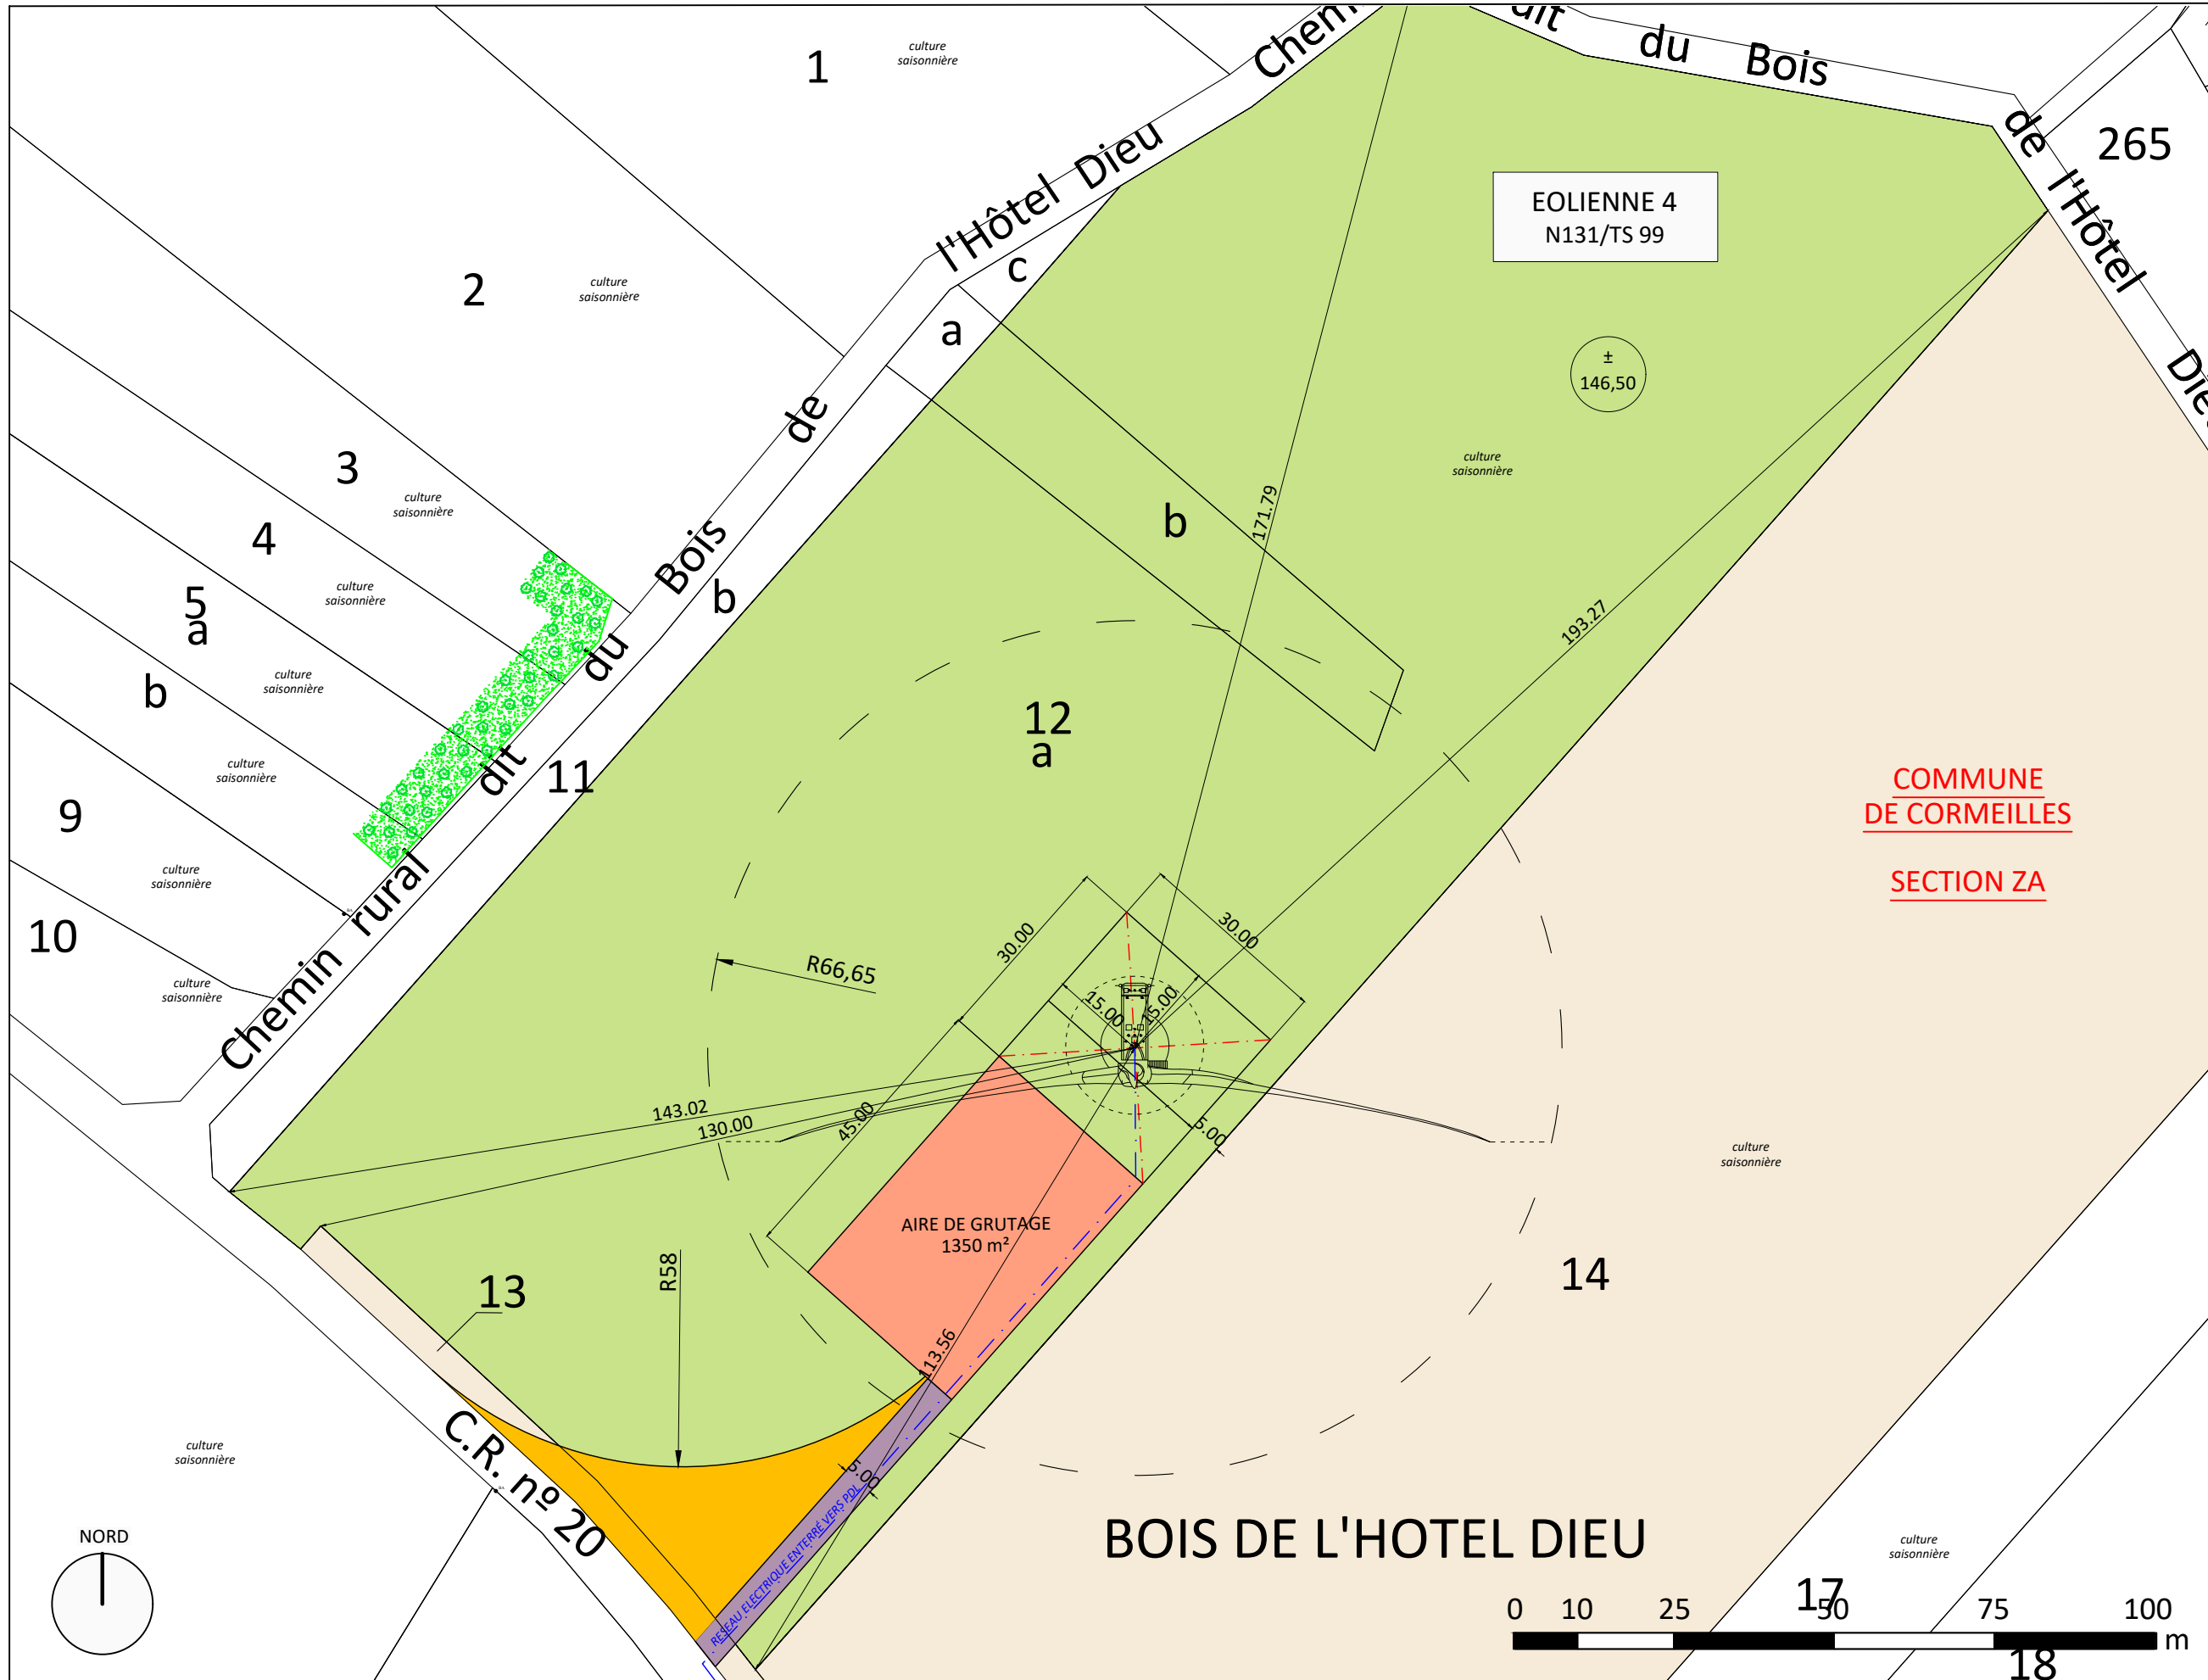 1
culture
saisonnière
Chem
dit
du Bois
de l'Hôtel
265
2
culture
saisonnière
l'Hôtel Dieu
c
a
EOLIENNE 4
N131/TS 99
±
146,50
culture
saisonnière
3
culture
saisonnière
4
culture
saisonnière
5
a
culture
saisonnière
b
culture
saisonnière
9
culture
saisonnière
10
culture
saisonnière
Chemin rural dit du Bois de
b
11
b
171.79
193.27
12
a
COMMUNE
DE CORMEILLES
SECTION ZA
30.00
30.00
R66,65
15.00
15.00
143.02
130.00
45.00
5.00
culture
saisonnière
AIRE DE GRUTAGE
1350 m²
R58
13
14
113.56
C.R. nº 20
5.00
RESEAU ELECTRIQUE ENTERRÉ VERS PDL
culture
saisonnière
NORD
BOIS DE L'HOTEL DIEU
culture
saisonnière
17
0 10 25 50 75 100
m
18